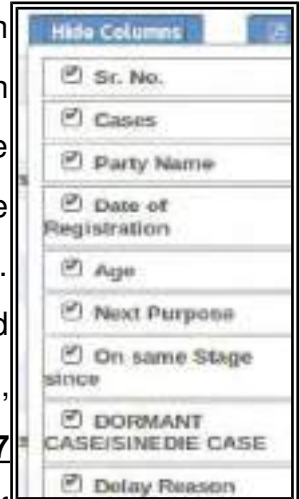 Hide Columns
Sr. No.
Cases
Party Name
Date of
Registration
Age
Next Purpose
On same Stage
since
DORMANT
CASE/SINEDIE CASE
Delay Reason